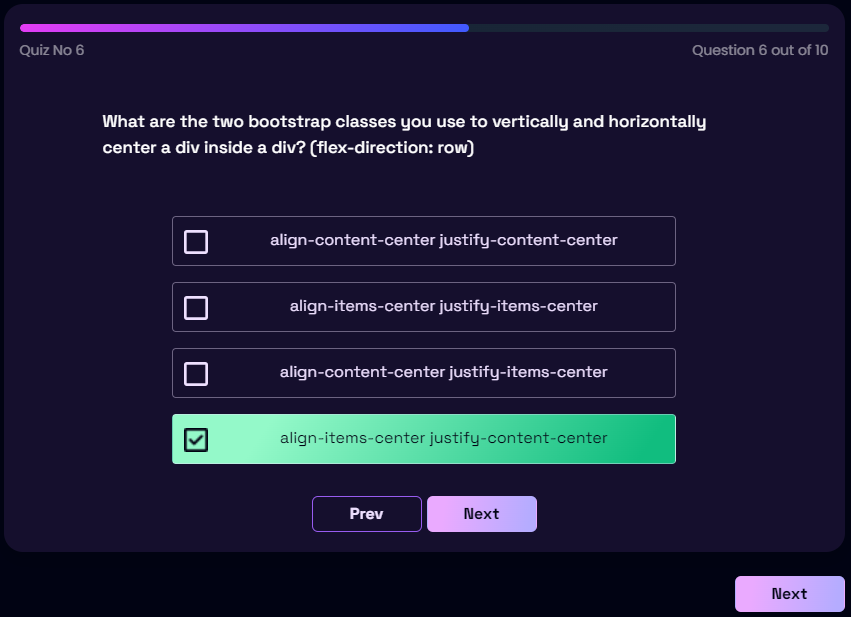 Quiz No 6
Question 6 out of 10
What are the two bootstrap classes you use to vertically and horizontally
center a div inside a div? (flex-direction: row)
align-content-center justify-content-center
align-items-center justify-items-center
align-content-center justify-items-center
align-items-center justify-content-center
Prev
Next
Next